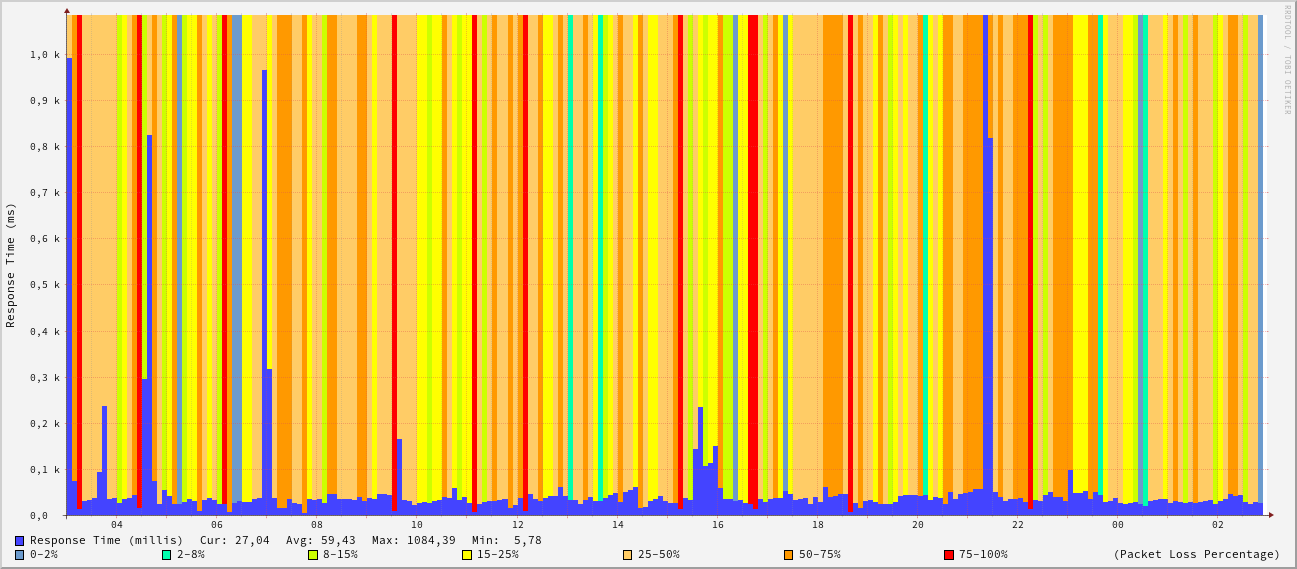 RRDTOOL / TOBI OETIKER
Response Time (ms)
1,0 k
0,9 k
0,8 k
0,7 k
0,6 k
0,5 k
0,4 k
0,3 k
0,2 k
0,1 k
0,0
04 06 08 10 12 14 16 18 20 22 00 02
Response Time (millis) Cur: 27,04 Avg: 59,43 Max: 1084,39 Min: 5,78
0-2% 2-8% 8-15% 15-25% 25-50% 50-75% 75-100% (Packet Loss Percentage)